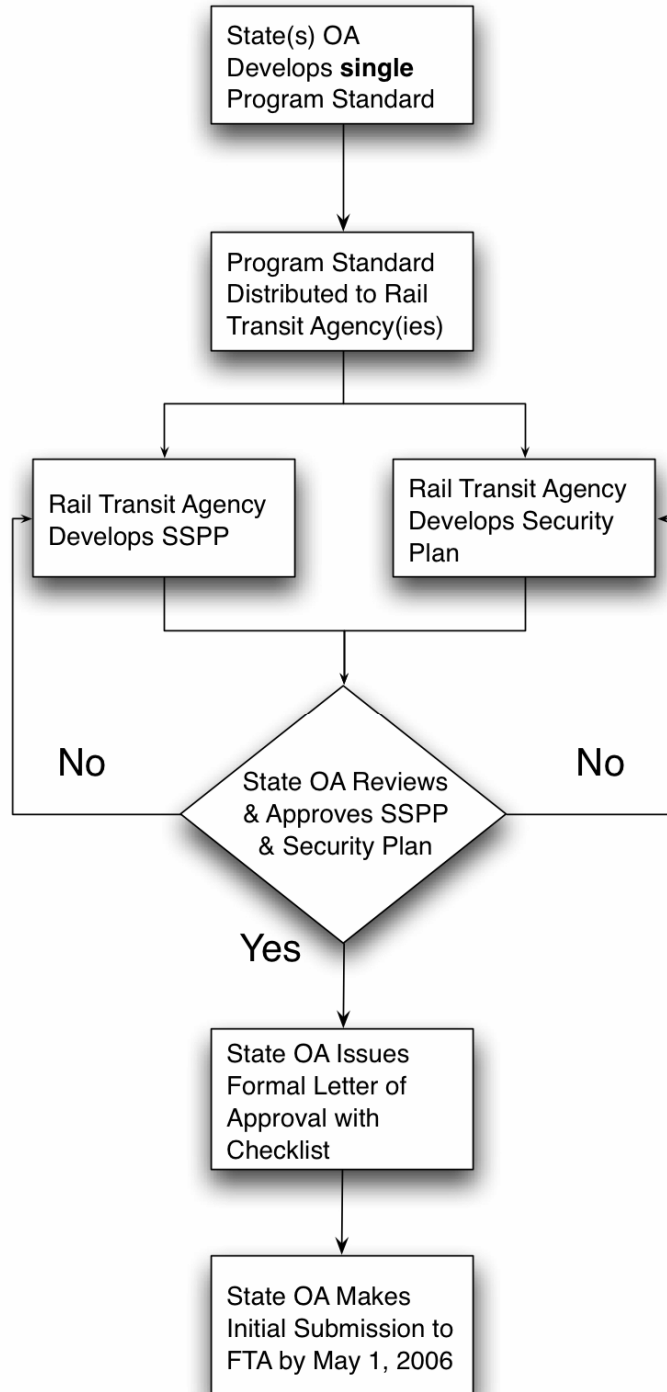 State(s) OA
Develops single
Program Standard
Program Standard
Distributed to Rail
Transit Agency(ies)
Rail Transit Agency
Develops SSPP
Rail Transit Agency
Develops Security
Plan
No
State OA Reviews
& Approves SSPP
& Security Plan
No
Yes
State OA Issues
Formal Letter of
Approval with
Checklist
State OA Makes
Initial Submission to
FTA by May 1, 2006